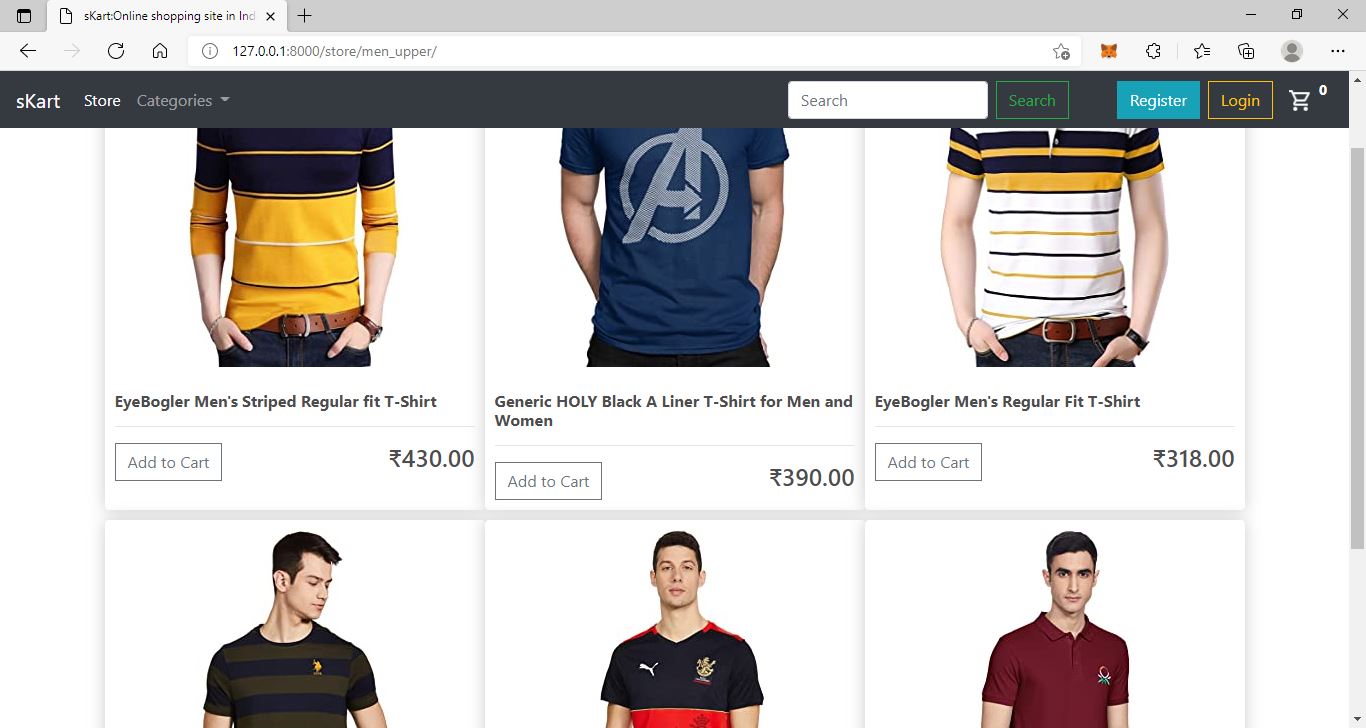 sKart:Online shopping site in Ind
127.0.0.1:8000/store/men_upper/
sKart Store Categories Search Search Register Login 0
EyeBogler Men's Striped Regular fit T-Shirt
Add to Cart ₹430.00
Generic HOLY Black A Liner T-Shirt for Men and
Women
Add to Cart ₹390.00
EyeBogler Men's Regular Fit T-Shirt
Add to Cart ₹318.00